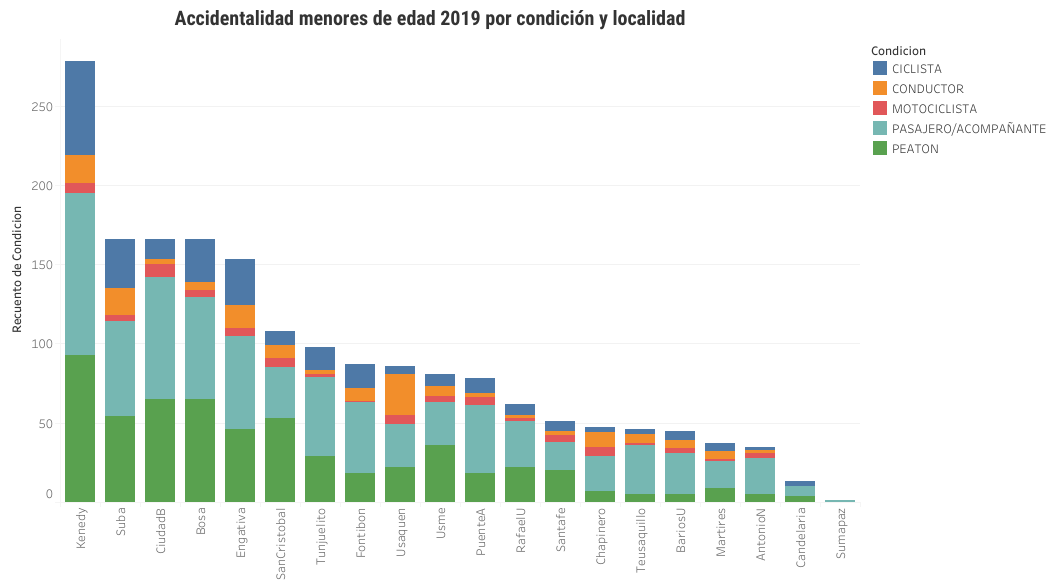 Accidentalidad menores de edad 2019 por condición y localidad
Condicion
CICLISTA
CONDUCTOR
MOTOCICLISTA
PASAJERO/ACOMPAÑANTE
PEATON
Recuento de Condicion
250
200
150
100
50
0
Kenedy
Suba
CiudadB
Bosa
Engativa
SanCristobal
Tunjuelito
Fontibon
Usaquen
Usme
PuenteA
RafaelU
Santafe
Chapinero
Teusaquillo
BariosU
Martires
AntonioN
Candelaria
Sumapaz